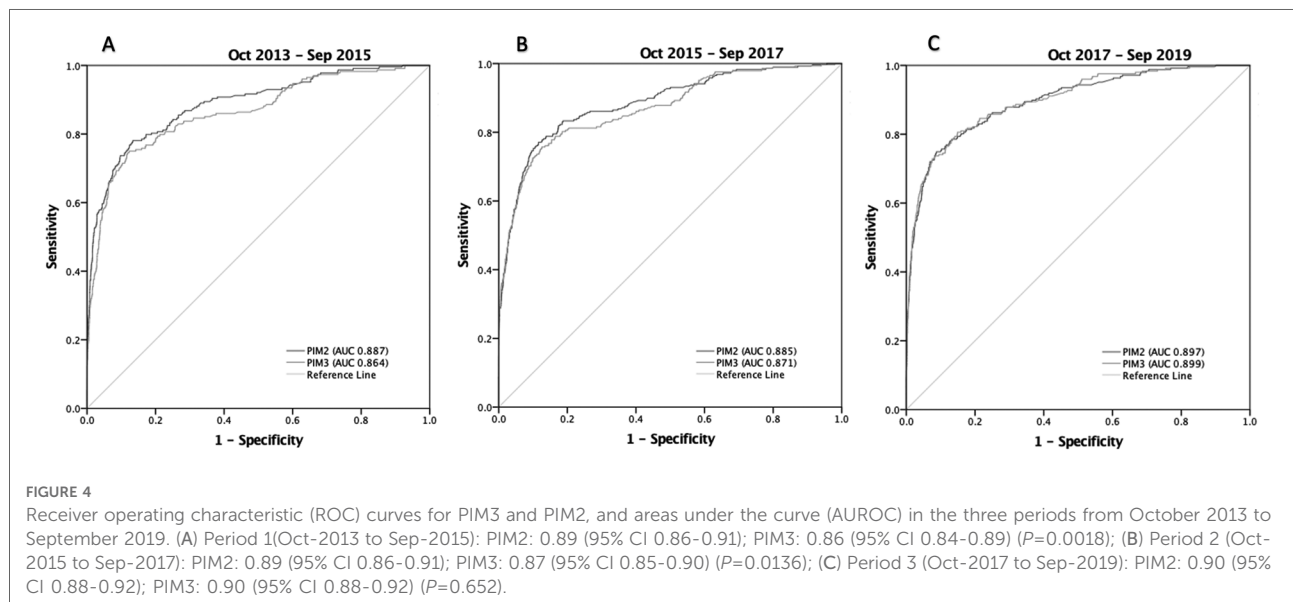 A
Oct 2013 – Sep 2015
1.0
0.8
0.6
0.4
0.2
0.0
Sensitivity
PIM2 (AUC 0.887)
PIM3 (AUC 0.864)
Reference Line
0.0 0.2 0.4 0.6 0.8 1.0
1 – Specificity
B
Oct 2015 – Sep 2017
1.0
0.8
0.6
0.4
0.2
0.0
Sensitivity
PIM2 (AUC 0.885)
PIM3 (AUC 0.871)
Reference Line
0.0 0.2 0.4 0.6 0.8 1.0
1 – Specificity
C
Oct 2017 – Sep 2019
1.0
0.8
0.6
0.4
0.2
0.0
Sensitivity
PIM2 (AUC 0.897)
PIM3 (AUC 0.899)
Reference Line
0.0 0.2 0.4 0.6 0.8 1.0
1 – Specificity
FIGURE 4
Receiver operating characteristic (ROC) curves for PIM3 and PIM2, and areas under the curve (AUROC) in the three periods from October 2013 to
September 2019. (A) Period 1(Oct-2013 to Sep-2015): PIM2: 0.89 (95% CI 0.86-0.91); PIM3: 0.86 (95% CI 0.84-0.89) (P=0.0018); (B) Period 2 (Oct-
2015 to Sep-2017): PIM2: 0.89 (95% CI 0.86-0.91); PIM3: 0.87 (95% CI 0.85-0.90) (P=0.0136); (C) Period 3 (Oct-2017 to Sep-2019): PIM2: 0.90 (95%
CI 0.88-0.92); PIM3: 0.90 (95% CI 0.88-0.92) (P=0.652).